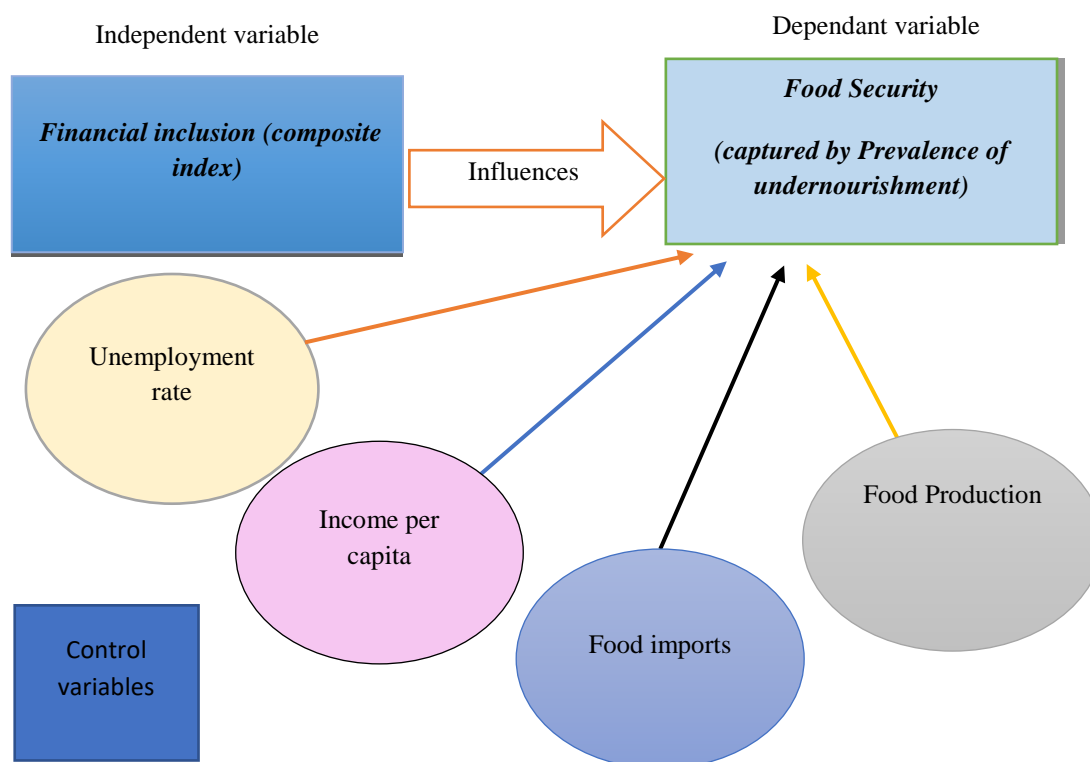 Independent variable
Dependant variable
Financial inclusion (composite
index)
Influences
Food Security
(captured by Prevalence of
undernourishment)
Unemployment
rate
Income per
capita
Food imports
Food Production
Control
variables